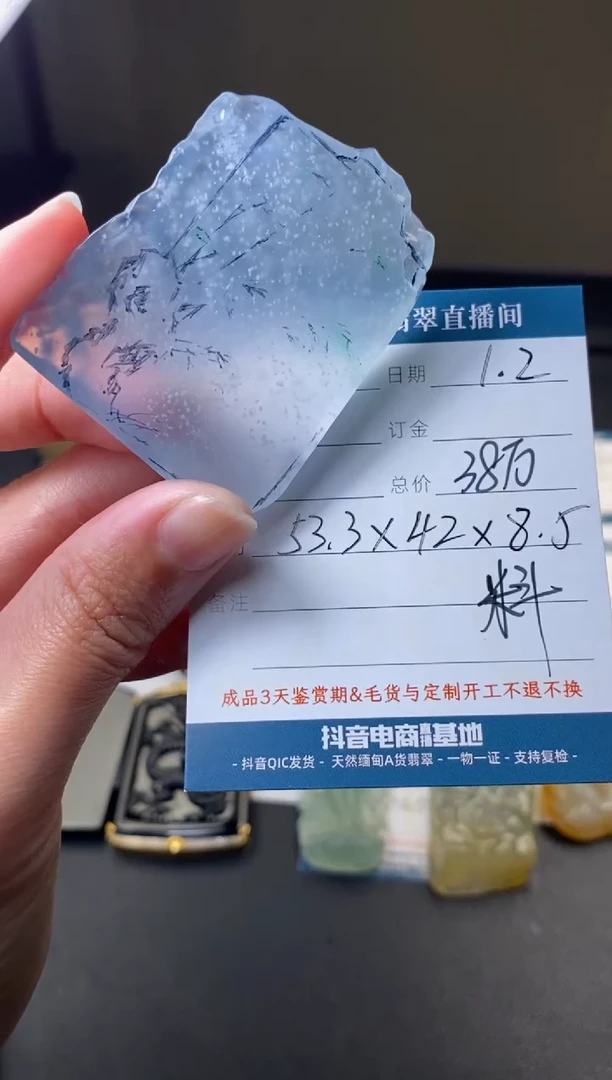 翠直播间
日期 1.2
订金
总价 38万
53.3×42×8.5
备注 料
成品3天鉴赏期&毛货与定制开工不退不换
抖音电商基地
- 抖音QIC发货 - 天然缅甸A货翡翠 - 一物一证 - 支持复检 -